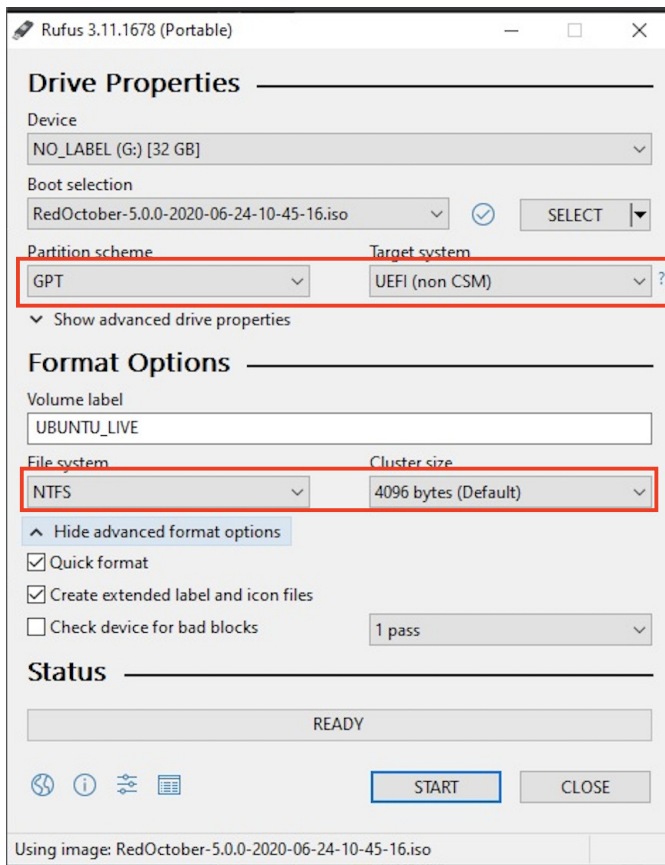 Rufus 3.11.1678 (Portable)
Drive Properties
Device
NO_LABEL (G:) [32 GB]
Boot selection
RedOctober-5.0.0-2020-06-24-10-45-16.iso
SELECT
Partition scheme Target system
GPT UEFI (non CSM) ?
Show advanced drive properties
Format Options
Volume label
UBUNTU_LIVE
File system Cluster size
NTFS 4096 bytes (Default)
Hide advanced format options
Quick format
Create extended label and icon files
Check device for bad blocks 1 pass
Status
READY
START CLOSE
Using image: RedOctober-5.0.0-2020-06-24-10-45-16.iso